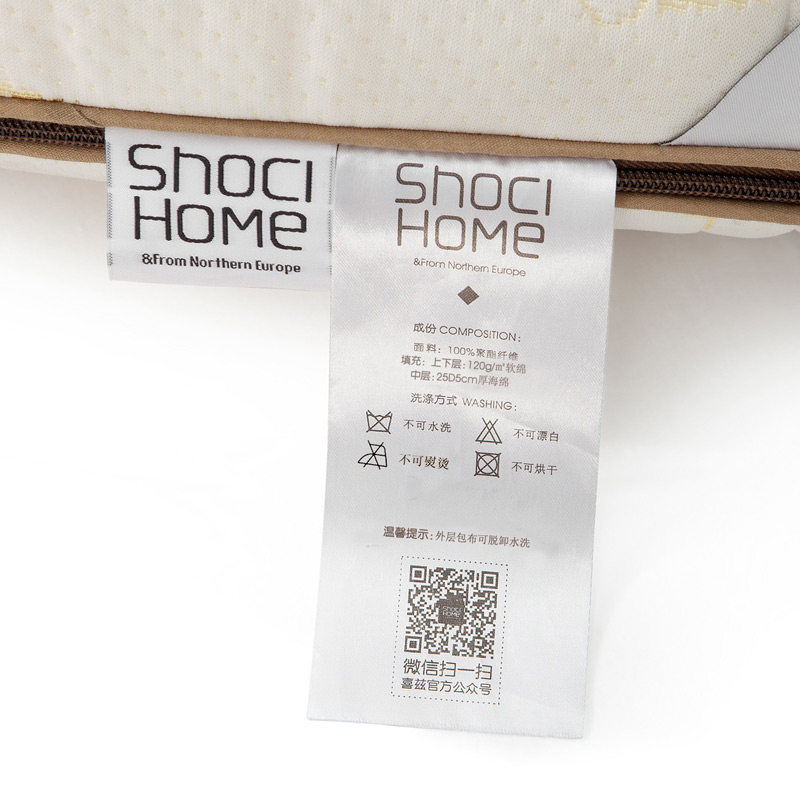 Shoci
HOME
&From Northern Europe
Shoci
HOME
&From Northern Europe
成份 COMPOSITION:
面料：100%聚酯纤维
填充：上下层：120g/㎡软绵
中层：25D5cm厚海绵
洗涤方式 WASHING：
不可水洗
不可漂白
不可熨烫
不可烘干
温馨提示：外层包布可脱卸水洗
SHOCI
HOME
微信扫一扫
喜兹官方公众号